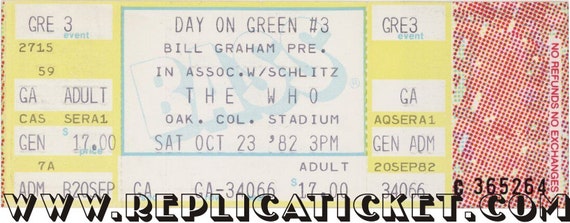 GRE 3
event
2715
59
GA ADULT
CAS SERA1
GEN $ 17.00
price
7A
ADM B20SEP
DAY ON GREEN #3
BILL GRAHAM PRE.
IN ASSOC.W/SCHLITZ
THE WHO
OAK. COL. STADIUM
SAT OCT 23 '82 3PM
BASS
ADULT
GA GA-34066 $17.00
GRE3
event
GA
AQSERA1
GEN ADM
20SEP82
34066
NO REFUNDS NO EXCHANGES
G 365264
WWW.REPLICATICKET.COM